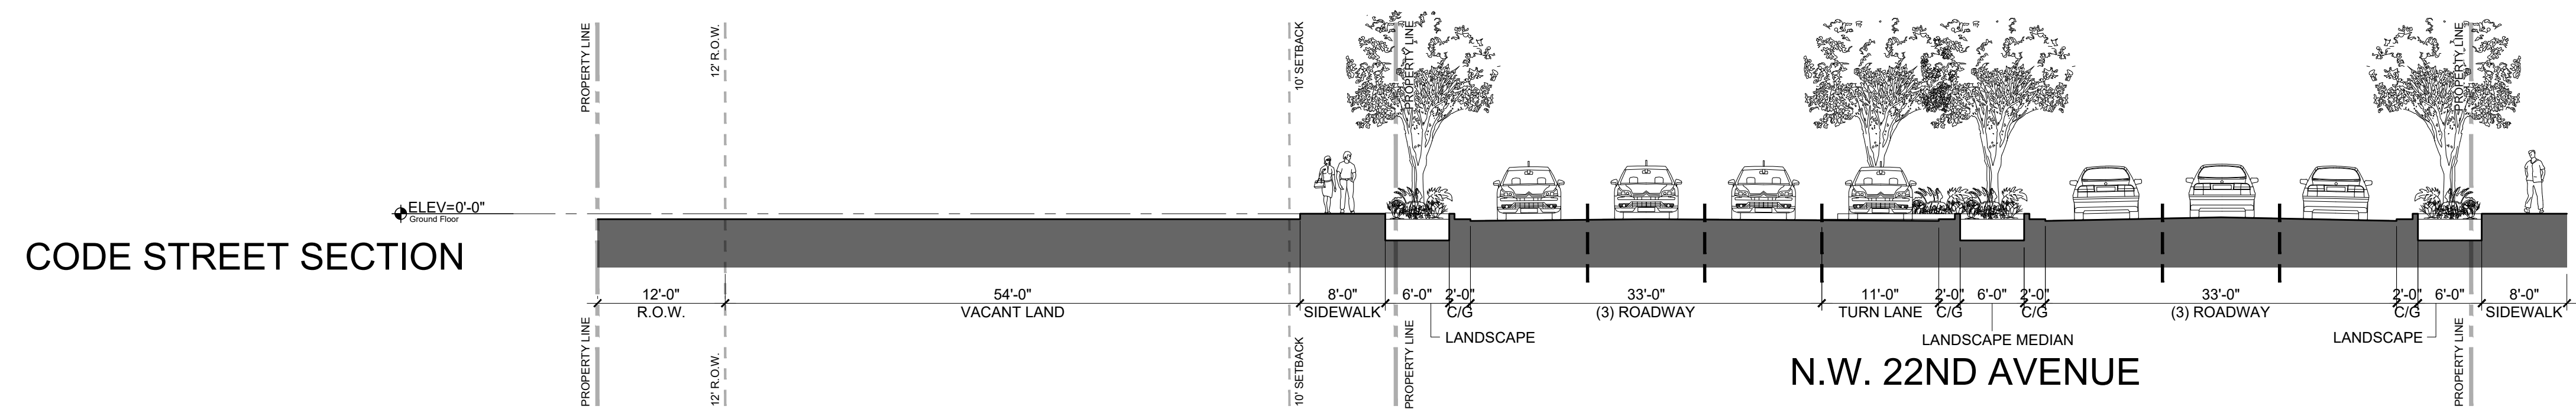 PROPERTY LINE
12' R.O.W.
10' SETBACK
PROPERTY LINE
PROPERTY LINE
ELEV=0'-0"
Ground Floor
CODE STREET SECTION
12'-0"
54'-0"
8'-0"
6'-0"
2'-0"
33'-0"
11'-0"
2'-0"
6'-0"
2'-0"
33'-0"
2'-0"
6'-0"
8'-0"
R.O.W.
VACANT LAND
SIDEWALK
C/G
(3) ROADWAY
TURN LANE
C/G
C/G
(3) ROADWAY
C/G
SIDEWALK
LANDSCAPE
LANDSCAPE MEDIAN
LANDSCAPE
PROPERTY LINE
12' R.O.W.
10' SETBACK
PROPERTY LINE
PROPERTY LINE
N.W. 22ND AVENUE